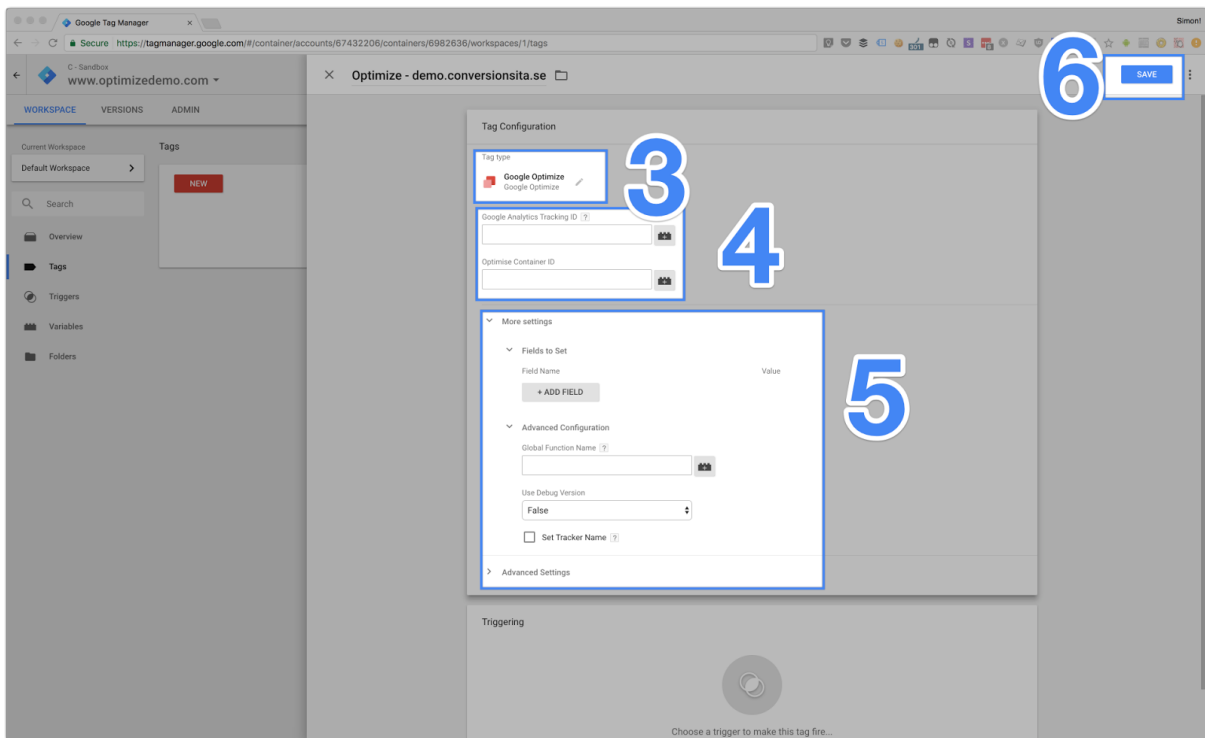 Google Tag Manager
Simon!
Secure https://tagmanager.google.com/#/container/accounts/67432206/containers/6982636/workspaces/1/tags
301
C - Sandbox
www.optimizedemo.com
Optimize - demo.conversionsita.se
SAVE
6
WORKSPACE VERSIONS ADMIN
Current Workspace
Default Workspace
Tags
NEW
Search
Overview
Tags
Triggers
Variables
Folders
Tag Configuration
Tag type
Google Optimize
Google Optimize
3
Google Analytics Tracking ID ?
Optimise Container ID
4
More settings
Fields to Set
Field Name Value
+ ADD FIELD
Advanced Configuration
Global Function Name ?
Use Debug Version
False
Set Tracker Name ?
Advanced Settings
5
Triggering
Choose a trigger to make this tag fire...